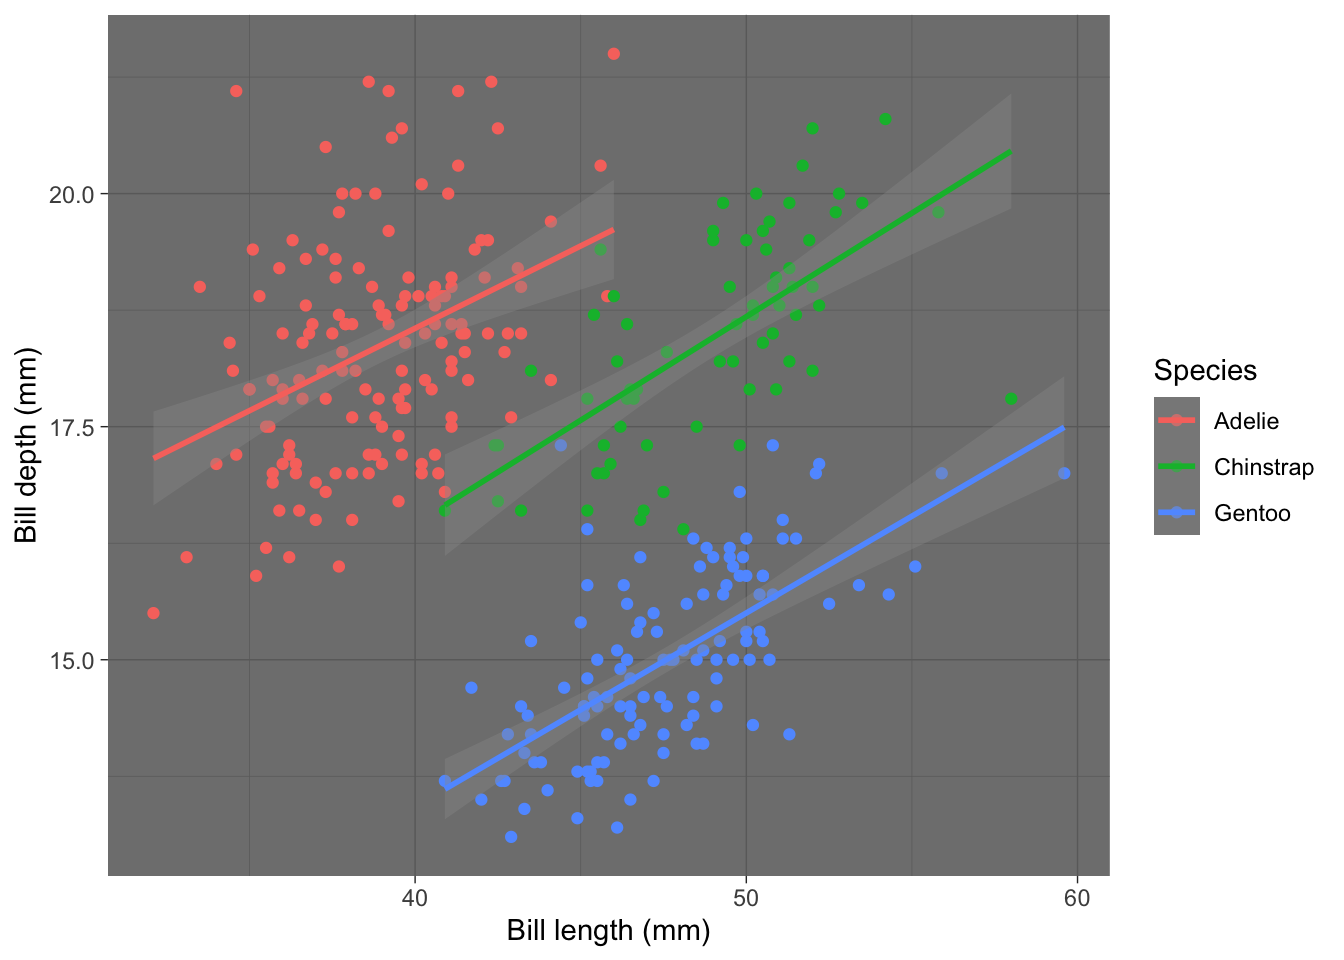 20.0
17.5
15.0
Bill depth (mm)
40
50
60
Bill length (mm)
Species
Adelie
Chinstrap
Gentoo